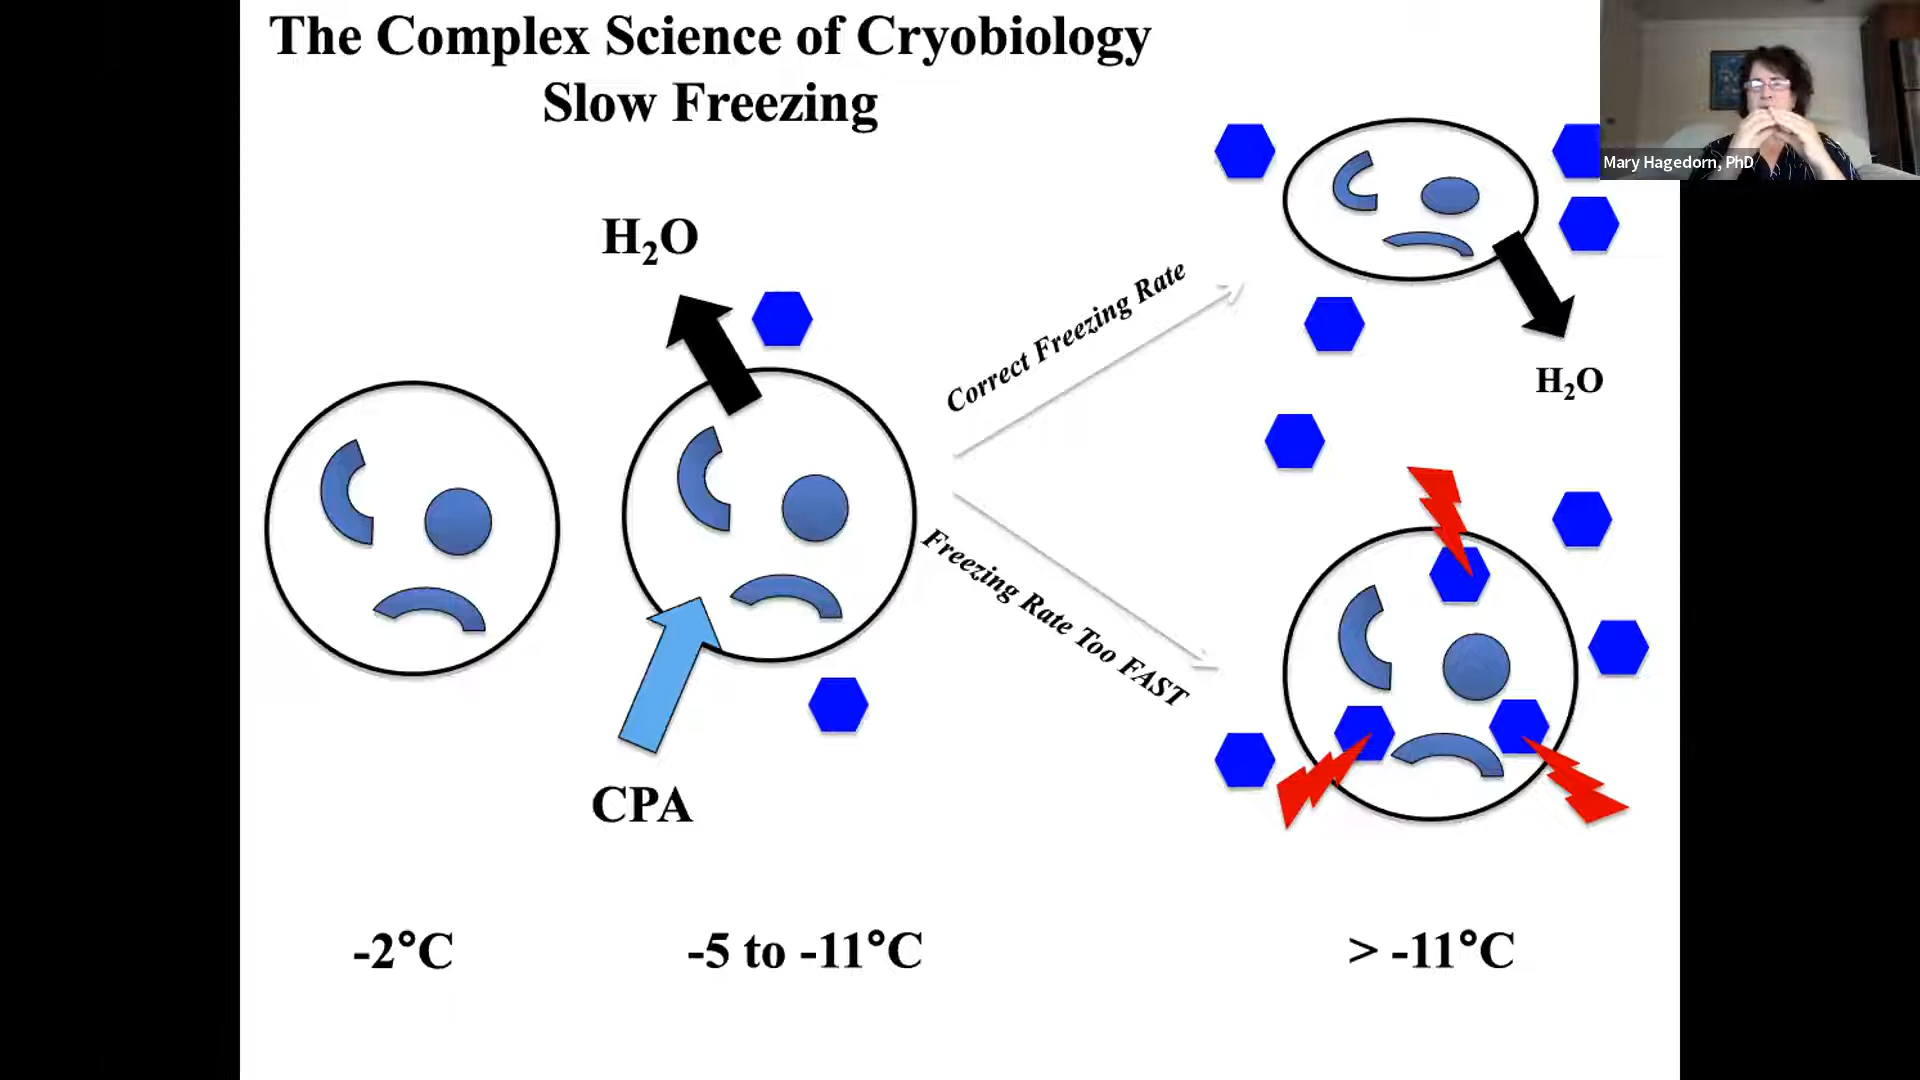 The Complex Science of Cryobiology
Slow Freezing
Mary Hagedorn, PhD
H₂O
Correct Freezing Rate
H₂O
Freezing Rate Too FAST
CPA
-2°C
-5 to -11°C
> -11°C